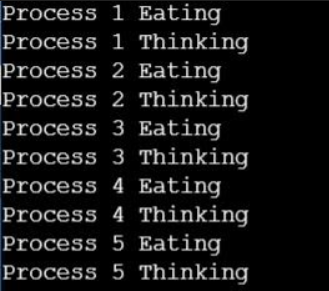 Process 1 Eating
Process 1 Thinking
Process 2 Eating
Process 2 Thinking
Process 3 Eating
Process 3 Thinking
Process 4 Eating
Process 4 Thinking
Process 5 Eating
Process 5 Thinking